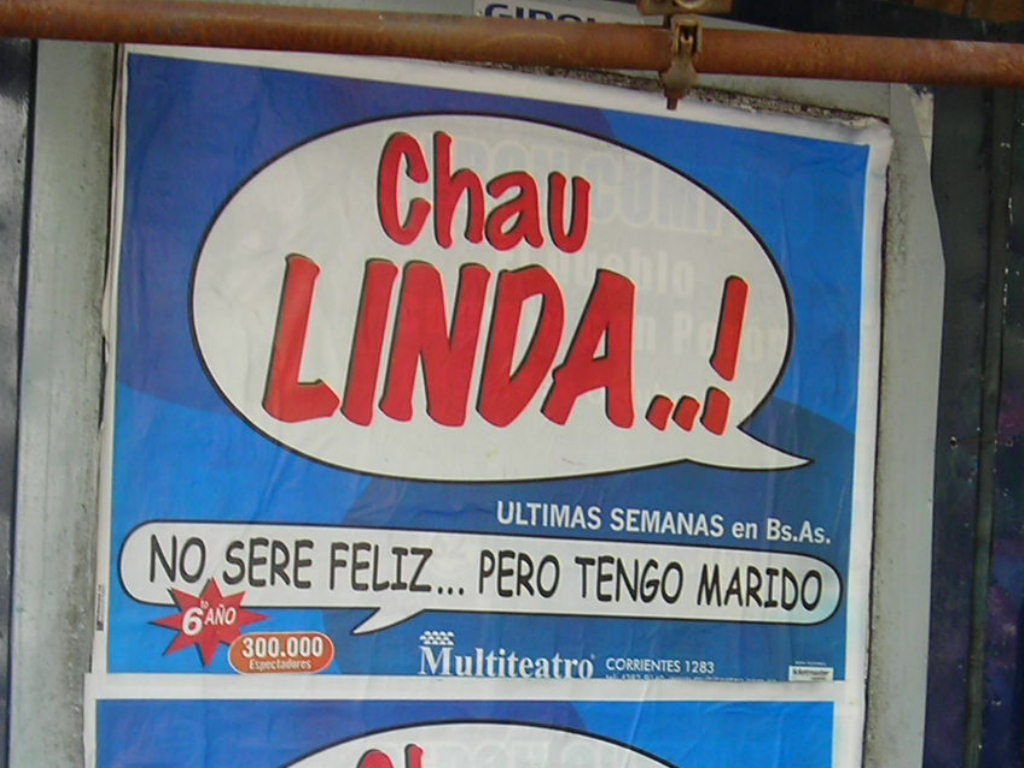 Chau
LINDA...!
ULTIMAS SEMANAS en Bs.As.
NO SERE FELIZ... PERO TENGO MARIDO
6to AÑO
300.000
Espectadores
Multiteatro
CORRIENTES 1283
Chau